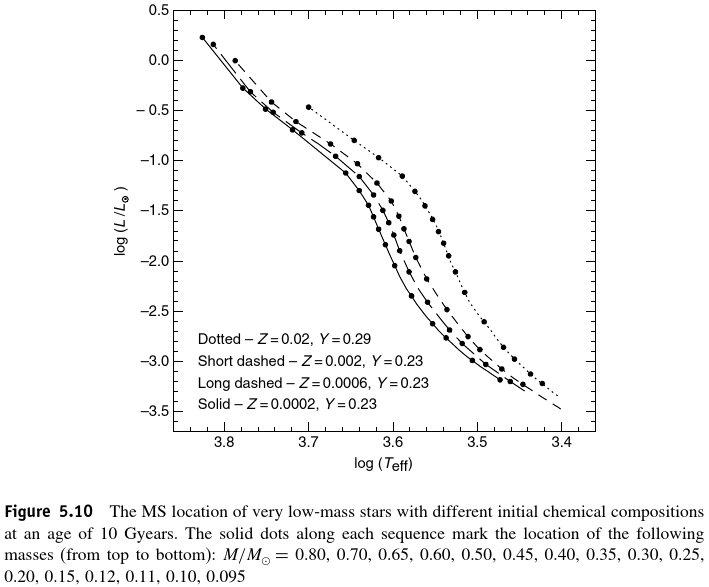 0.5
0.0
−0.5
−1.0
−1.5
−2.0
−2.5
−3.0
−3.5
log (L/L⊙)
Dotted – Z=0.02, Y=0.29
Short dashed – Z=0.002, Y=0.23
Long dashed – Z=0.0006, Y=0.23
Solid – Z=0.0002, Y=0.23
3.8 3.7 3.6 3.5 3.4
log (Teff)
Figure 5.10 The MS location of very low-mass stars with different initial chemical compositions
at an age of 10 Gyears. The solid dots along each sequence mark the location of the following
masses (from top to bottom): M/M⊙ = 0.80, 0.70, 0.65, 0.60, 0.50, 0.45, 0.40, 0.35, 0.30, 0.25,
0.20, 0.15, 0.12, 0.11, 0.10, 0.095